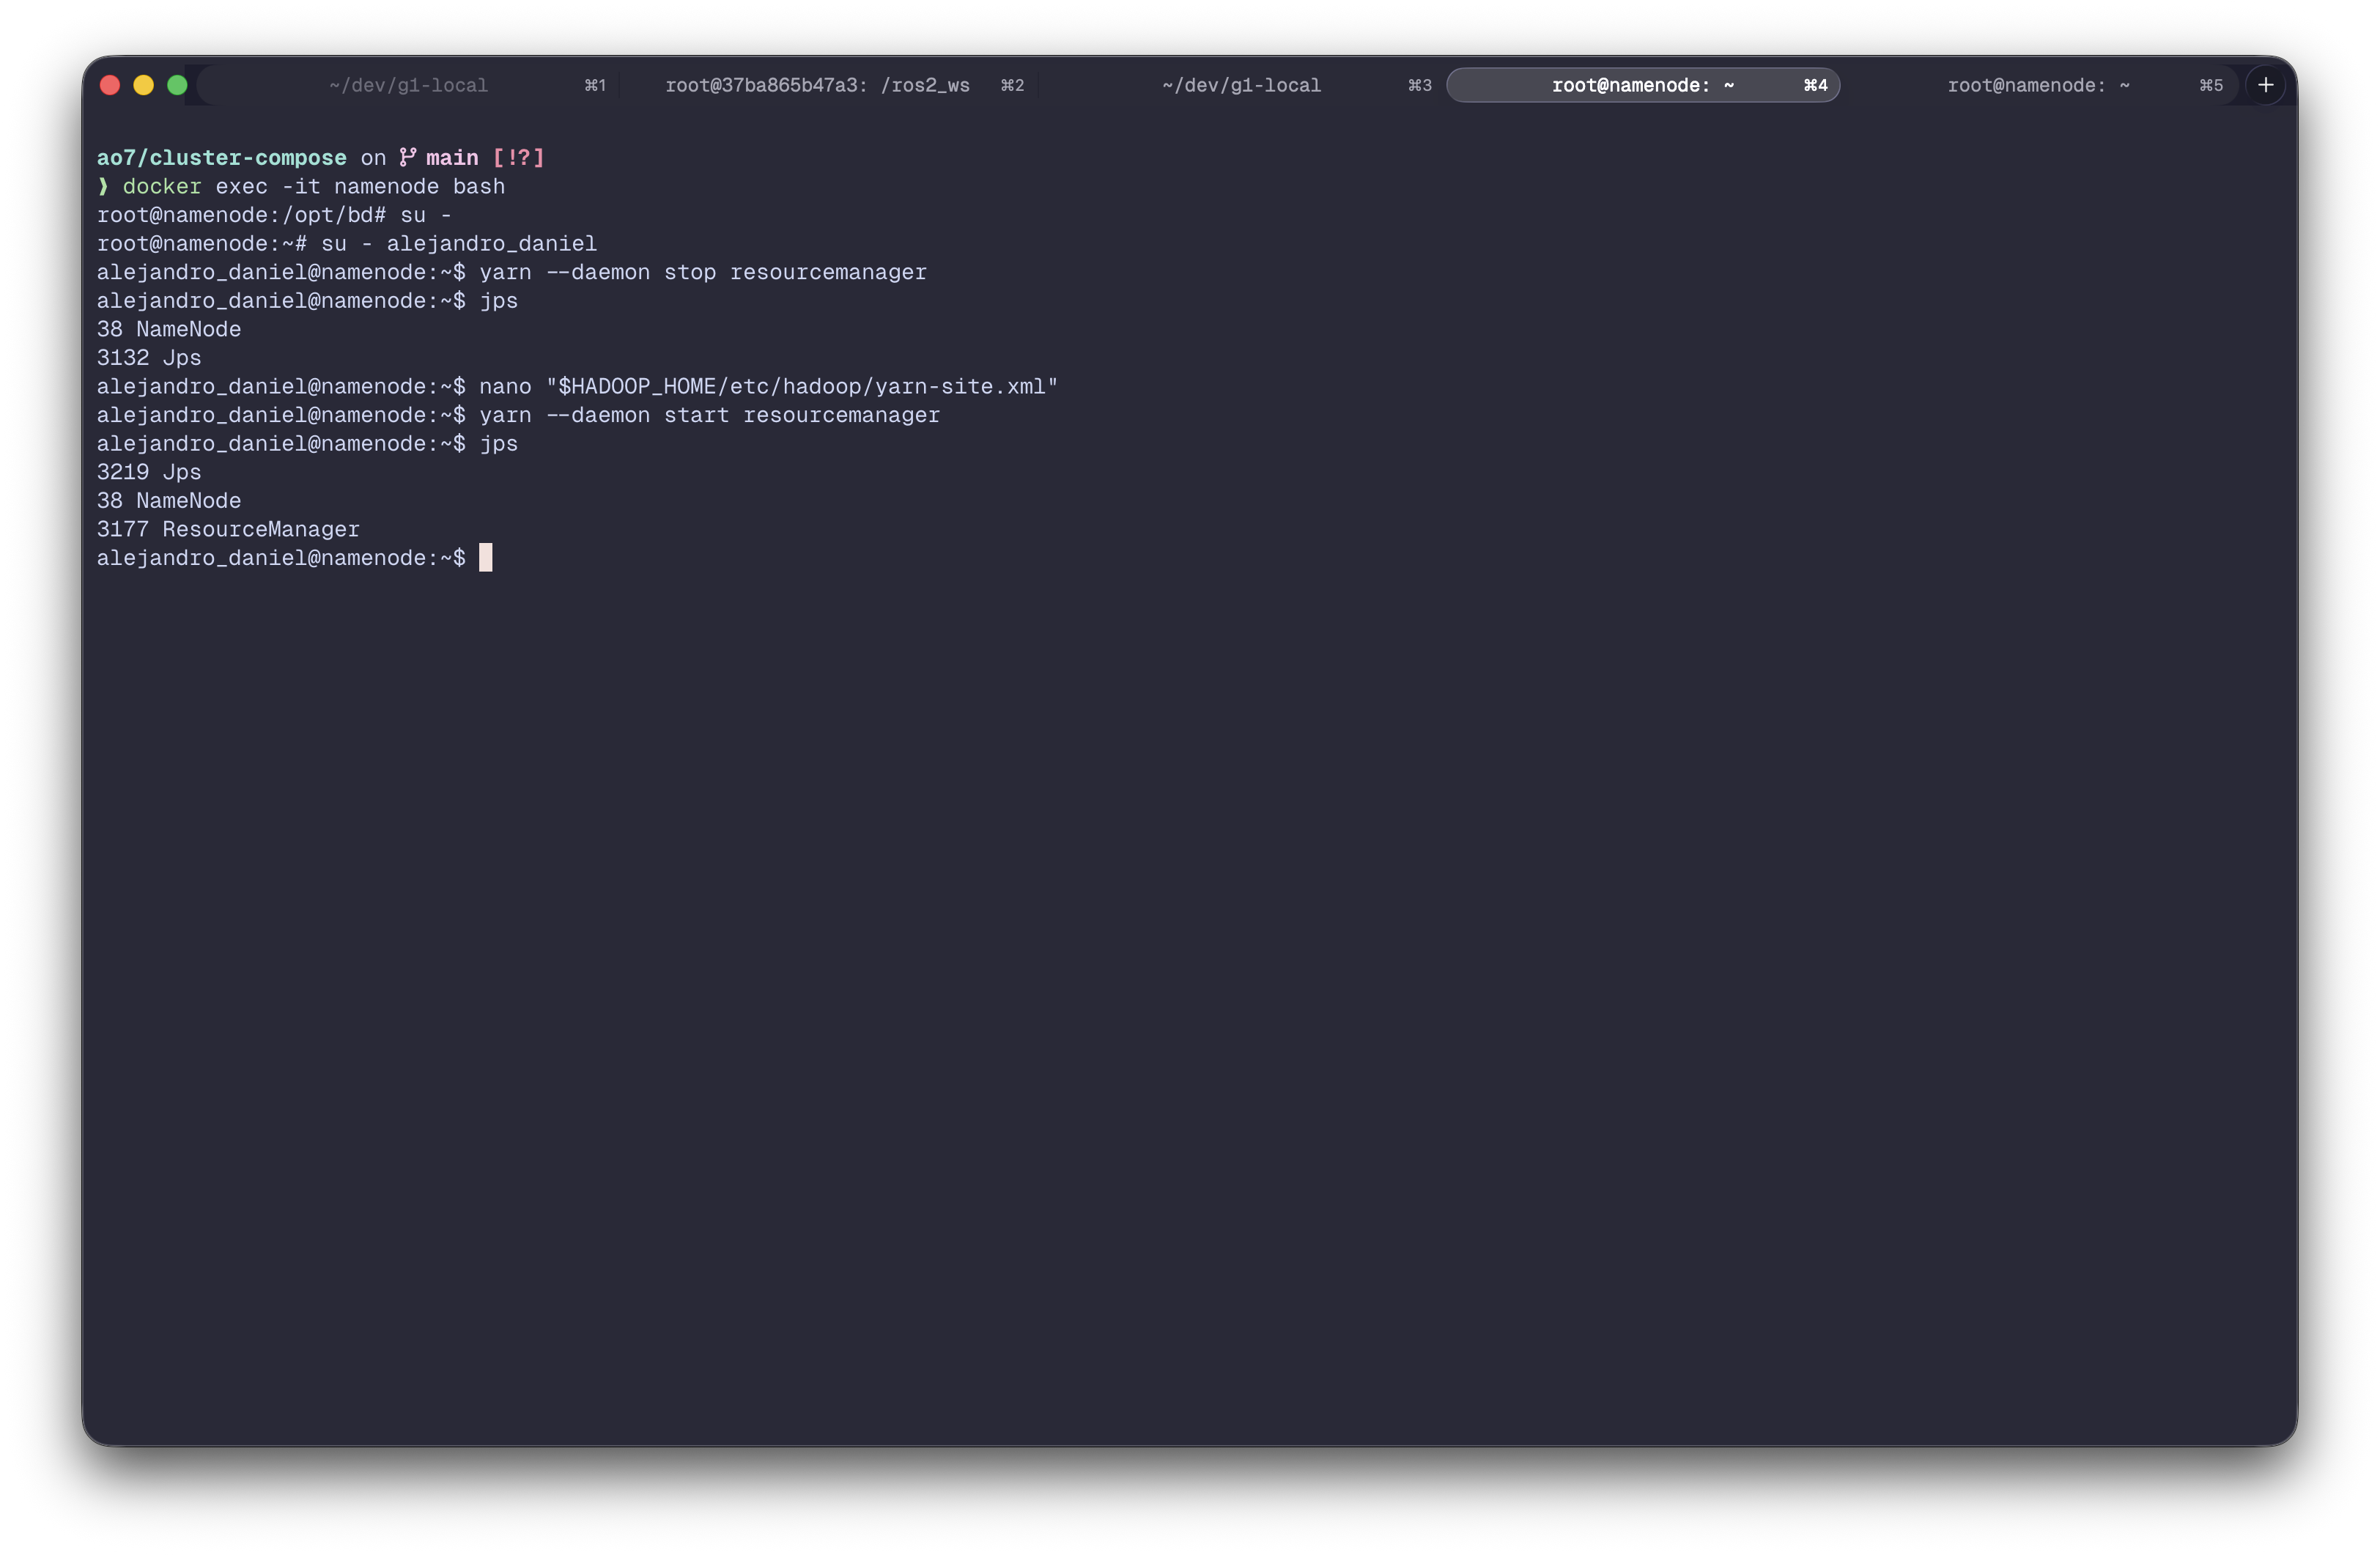 ~/dev/g1-local ⌘1 root@37ba865b47a3: /ros2_ws ⌘2 ~/dev/g1-local ⌘3 root@namenode: ~ ⌘4 root@namenode: ~ ⌘5 +
ao7/cluster-compose on main [!?]
❱ docker exec -it namenode bash
root@namenode:/opt/bd# su -
root@namenode:~# su - alejandro_daniel
alejandro_daniel@namenode:~$ yarn --daemon stop resourcemanager
alejandro_daniel@namenode:~$ jps
38 NameNode
3132 Jps
alejandro_daniel@namenode:~$ nano "$HADOOP_HOME/etc/hadoop/yarn-site.xml"
alejandro_daniel@namenode:~$ yarn --daemon start resourcemanager
alejandro_daniel@namenode:~$ jps
3219 Jps
38 NameNode
3177 ResourceManager
alejandro_daniel@namenode:~$